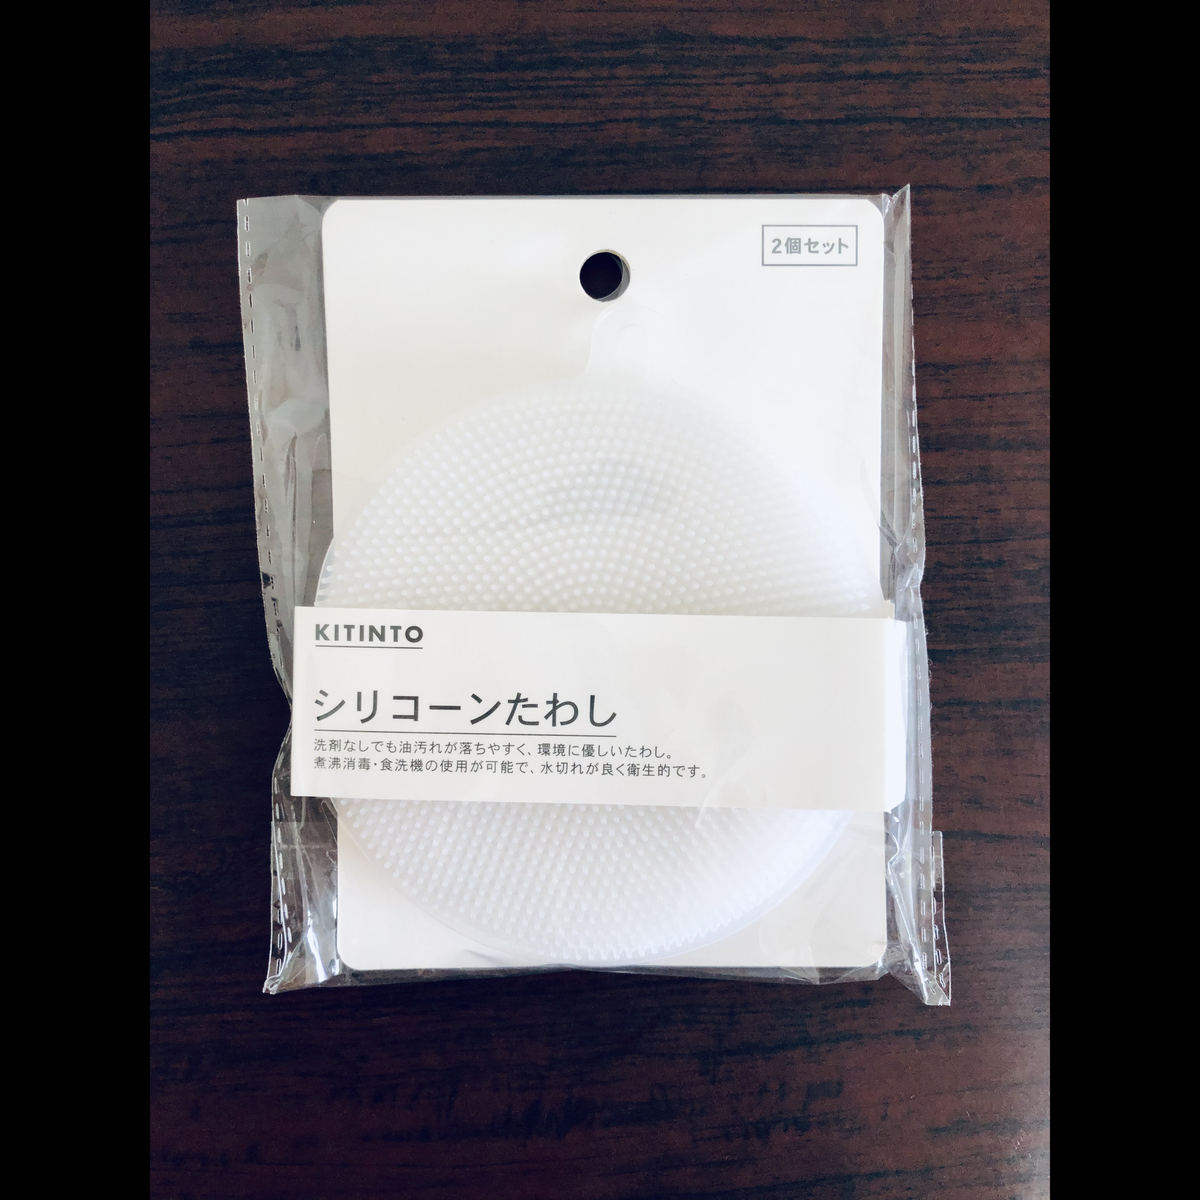 2個セット
KITINTO
シリコーンたわし
洗剤なしでも油汚れが落ちやすく、環境に優しいたわし。
煮沸消毒・食洗機の使用が可能で、水切れが良く衛生的です。